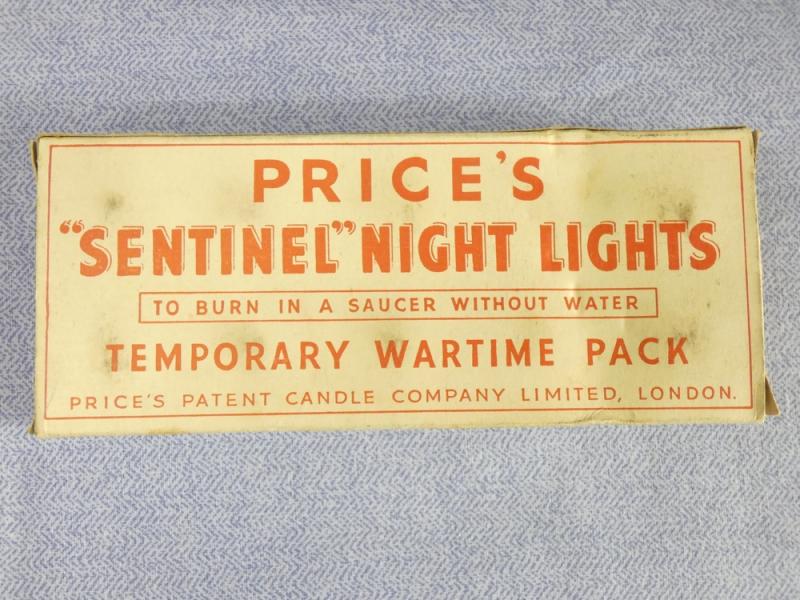 PRICE'S
"SENTINEL" NIGHT LIGHTS
TO BURN IN A SAUCER WITHOUT WATER
TEMPORARY WARTIME PACK
PRICE'S PATENT CANDLE COMPANY LIMITED, LONDON.